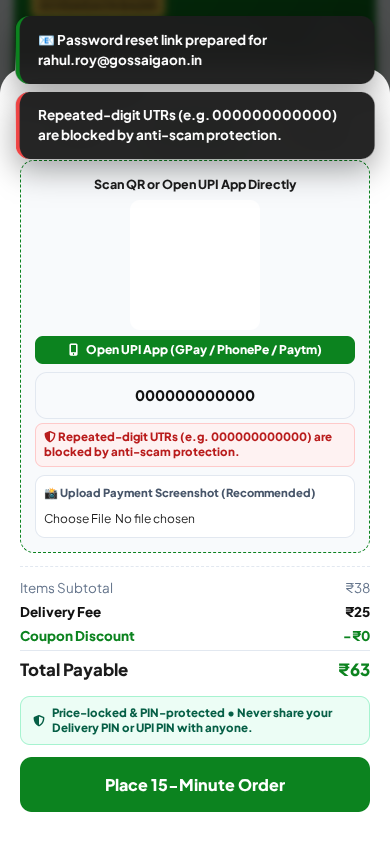 📧 Password reset link prepared for
rahul.roy@gossaigaon.in
Repeated-digit UTRs (e.g. 000000000000)
are blocked by anti-scam protection.
Scan QR or Open UPI App Directly
Open UPI App (GPay / PhonePe / Paytm)
000000000000
Repeated-digit UTRs (e.g. 000000000000) are
blocked by anti-scam protection.
📸 Upload Payment Screenshot (Recommended)
Choose File No file chosen
Items Subtotal ₹38
Delivery Fee ₹25
Coupon Discount -₹0
Total Payable ₹63
Price-locked & PIN-protected • Never share your
Delivery PIN or UPI PIN with anyone.
Place 15-Minute Order